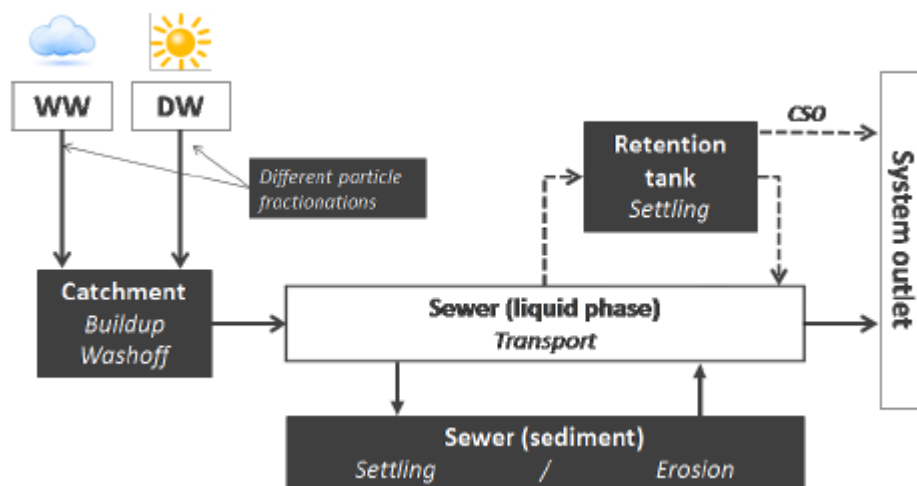 WW
DW
Different particle
fractionations
Catchment
Buildup
Washoff
Retention
tank
Settling
CSO
System outlet
Sewer (liquid phase)
Transport
Sewer (sediment)
Settling / Erosion